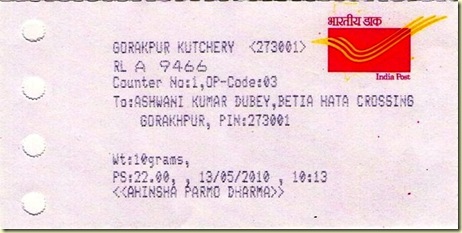 भारतीय डाक
India Post
GORAKPUR KUTCHERY <273001>
RL A 9466
Counter No:1,OP-Code:03
To:ASHWANI KUMAR DUBEY,BETIA HATA CROSSING
GORAKHPUR, PIN:273001
Wt:10grams,
PS:22.00, , 13/05/2010 , 10:13
<<AHINSHA PARMO DHARMA>>